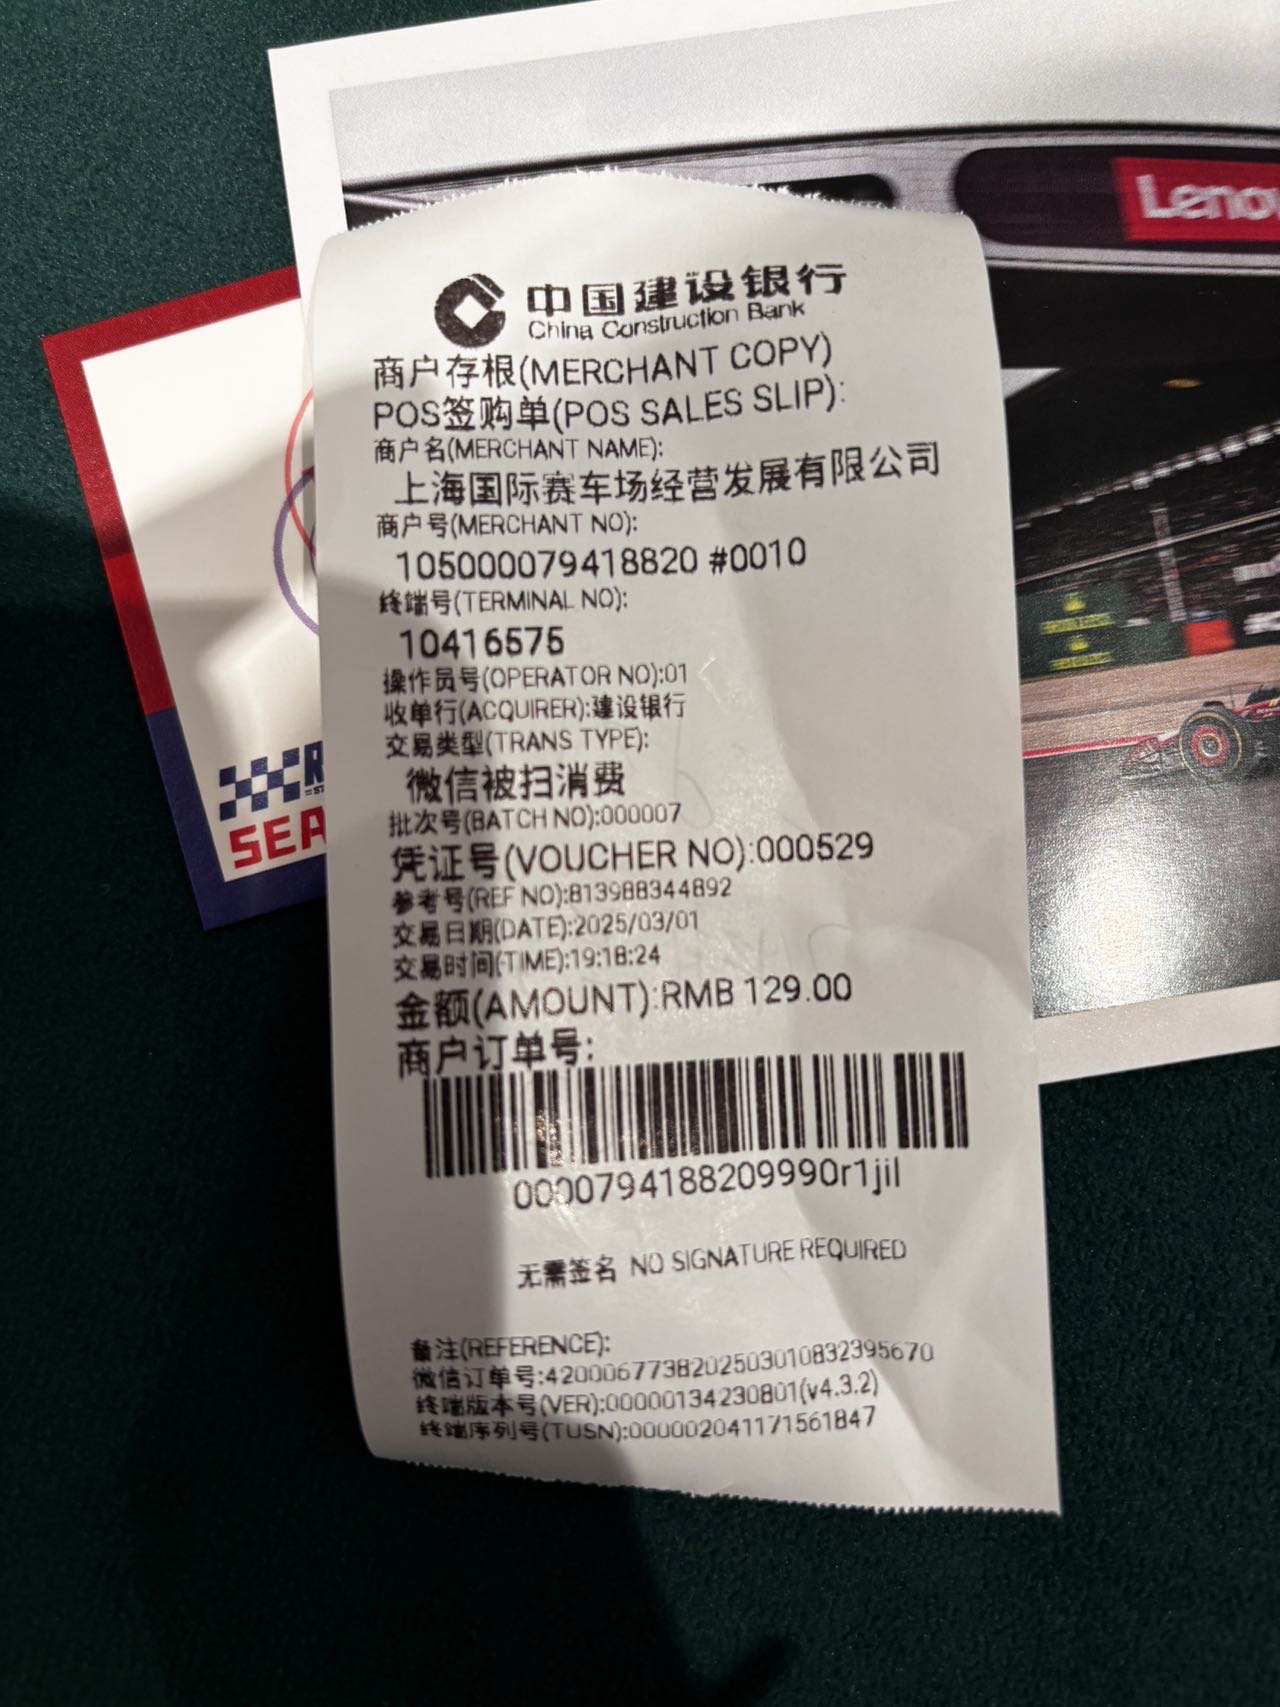 Lenov
中国建设银行
China Construction Bank
商户存根(MERCHANT COPY)
POS签购单(POS SALES SLIP):
商户名(MERCHANT NAME):
上海国际赛车场经营发展有限公司
商户号(MERCHANT NO):
105000079418820 #0010
终端号(TERMINAL NO):
10416575
操作员号(OPERATOR NO):01
收单行(ACQUIRER):建设银行
交易类型(TRANS TYPE):
微信被扫消费
批次号(BATCH NO):000007
凭证号(VOUCHER NO):000529
参考号(REF NO):813988344892
交易日期(DATE):2025/03/01
交易时间(TIME):19:18:24
金额(AMOUNT):RMB 129.00
商户订单号:
0000794188209990r1jil
无需签名 NO SIGNATURE REQUIRED
备注(REFERENCE):
微信订单号:4200067738202503010832395670
终端版本号(VER):00000134230801(v4.3.2)
终端序列号(TUSN):0000020411 71561847
SEA